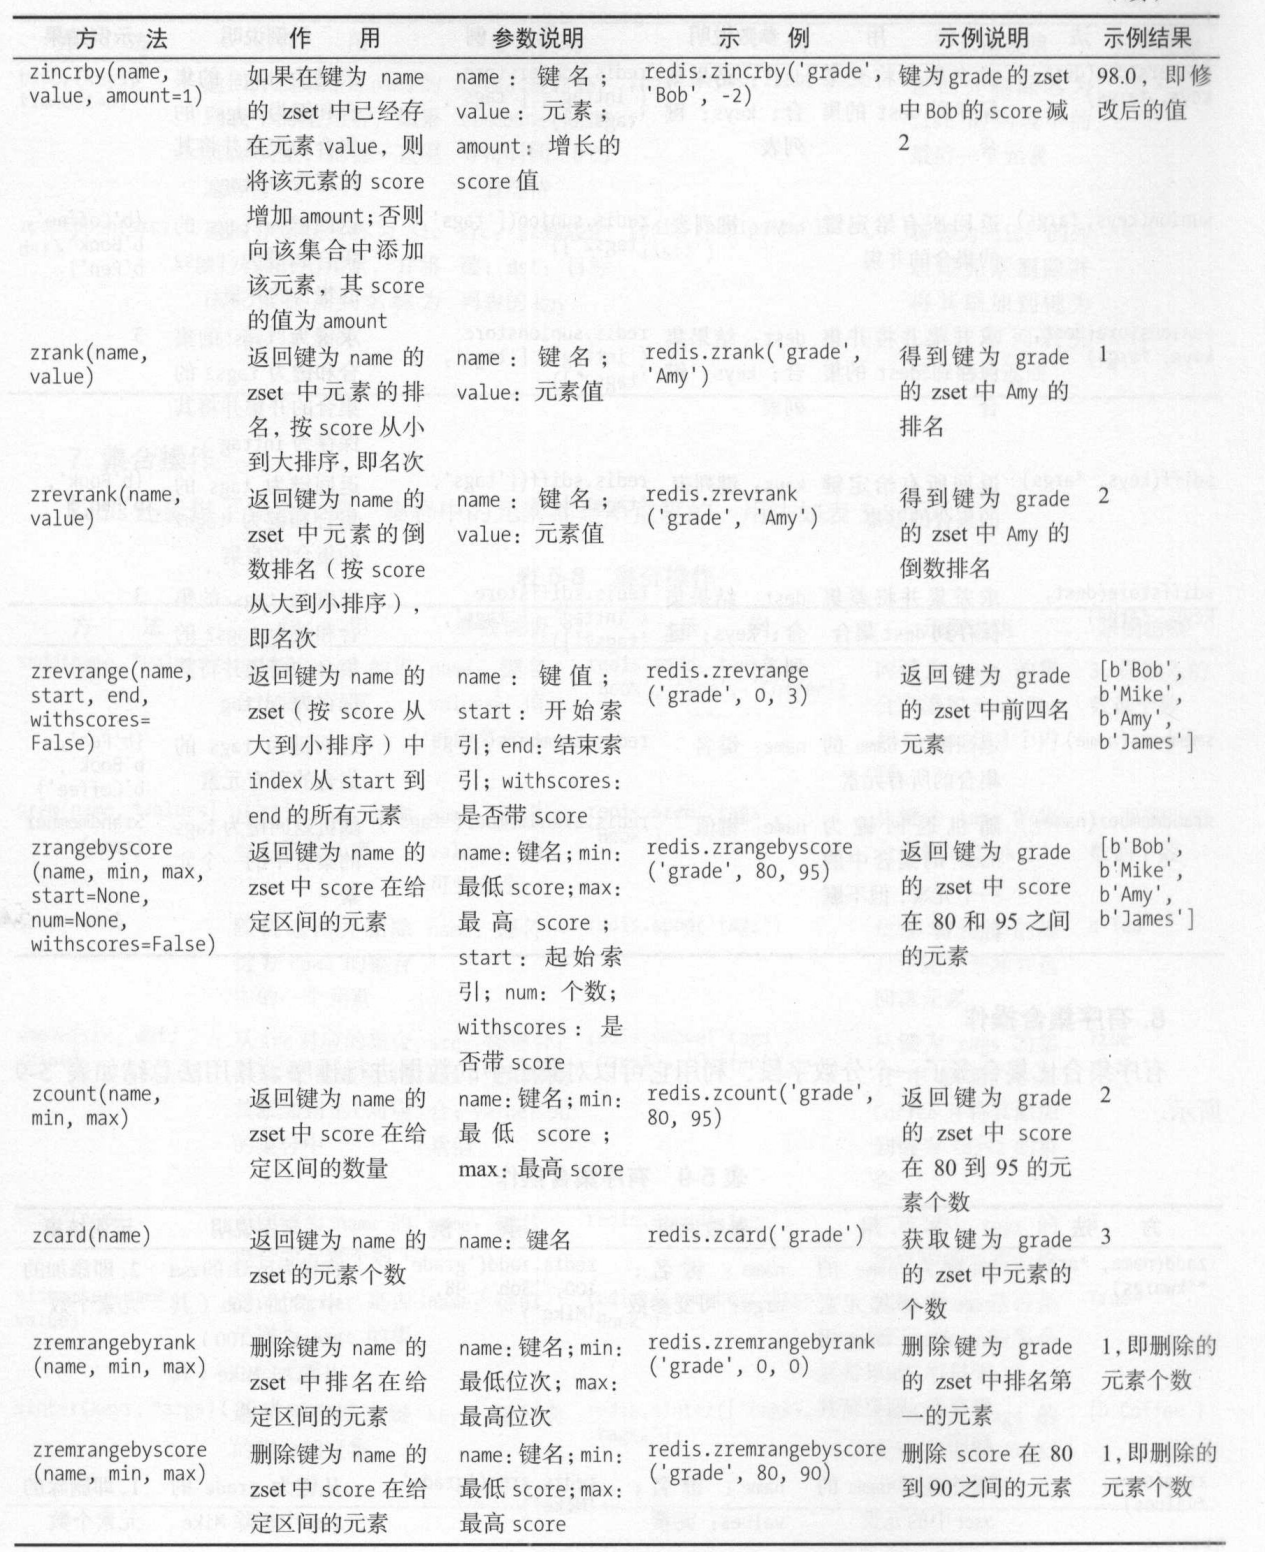 方 法 作 用 参数说明 示 例 示例说明 示例结果
zincrby(name,
value, amount=1)
如果在键为 name
的 zset 中已经存
在元素 value，则
将该元素的 score
增加 amount；否则
向该集合中添加
该元素，其 score
的值为 amount
name：键名；
value：元素；
amount：增长的
score 值
redis.zincrby('grade',
'Bob', -2)
键为 grade 的 zset
中 Bob 的 score 减
2
98.0，即修
改后的值
zrank(name,
value)
返回键为 name 的
zset 中元素的排
名，按 score 从小
到大排序，即名次
name：键名；
value：元素值
redis.zrank('grade',
'Amy')
得到键为 grade
的 zset 中 Amy 的
排名
1
zrevrank(name,
value)
返回键为 name 的
zset 中元素的倒
数排名（按 score
从大到小排序），
即名次
name：键名；
value：元素值
redis.zrevrank
('grade', 'Amy')
得到键为 grade
的 zset 中 Amy 的
倒数排名
2
zrevrange(name,
start, end,
withscores=
False)
返回键为 name 的
zset（按 score 从
大到小排序）中
index 从 start 到
end 的所有元素
name：键值；
start：开始索
引；end：结束索
引；withscores：
是否带 score
redis.zrevrange
('grade', 0, 3)
返回键为 grade
的 zset 中前四名
元素
[b'Bob',
b'Mike',
b'Amy',
b'James']
zrangebyscore
(name, min, max,
start=None,
num=None,
withscores=False)
返回键为 name 的
zset 中 score 在给
定区间的元素
name：键名；min：
最低 score；max：
最高 score；
start：起始索
引；num：个数；
withscores：是
否带 score
redis.zrangebyscore
('grade', 80, 95)
返回键为 grade
的 zset 中 score
在 80 和 95 之间
的元素
[b'Bob',
b'Mike',
b'Amy',
b'James']
zcount(name,
min, max)
返回键为 name 的
zset 中 score 在给
定区间的数量
name：键名；min：
最低 score；
max：最高 score
redis.zcount('grade',
80, 95)
返回键为 grade
的 zset 中 score
在 80 到 95 的元
素个数
2
zcard(name)
返回键为 name 的
zset 的元素个数
name：键名
redis.zcard('grade')
获取键为 grade
的 zset 中元素的
个数
3
zremrangebyrank
(name, min, max)
删除键为 name 的
zset 中排名在给
定区间的元素
name：键名；min：
最低位次；max：
最高位次
redis.zremrangebyrank
('grade', 0, 0)
删除键为 grade
的 zset 中排名第
一的元素
1，即删除的
元素个数
zremrangebyscore
(name, min, max)
删除键为 name 的
zset 中 score 在给
定区间的元素
name：键名；min：
最低 score；max：
最高 score
redis.zremrangebyscore
('grade', 80, 90)
删除 score 在 80
到 90 之间的元素
1，即删除的
元素个数